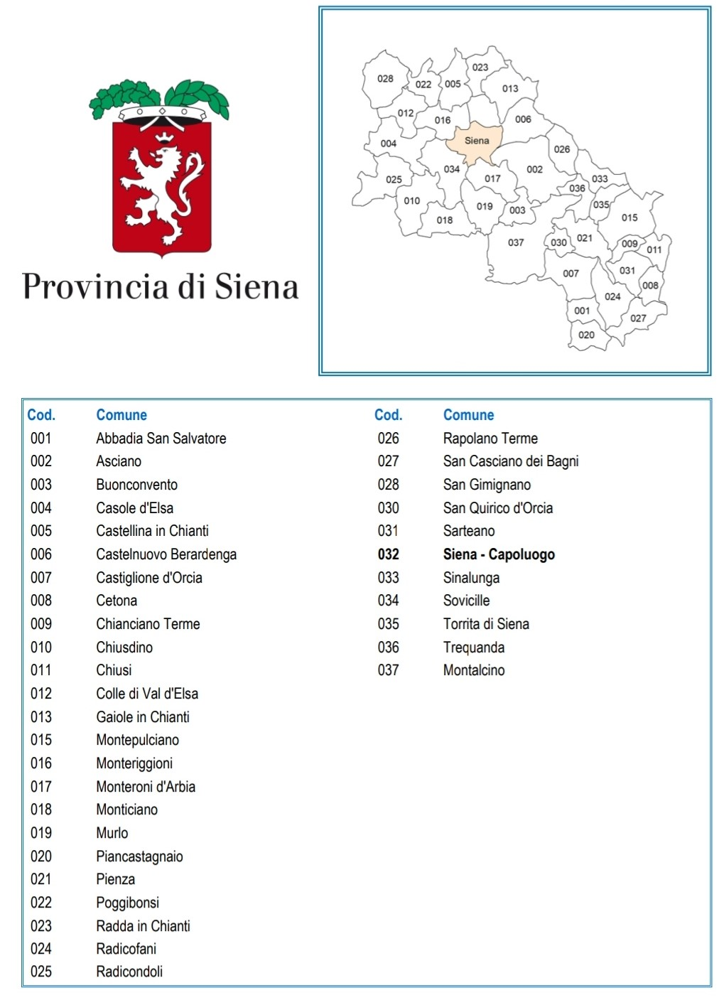 Provincia di Siena
028
022
005
023
013
012
016
006
004
Siena
026
034
017
002
025
033
036
010
019
003
035
018
015
037
030
021
009
011
007
031
008
024
001
027
020
Cod. Comune Cod. Comune
001 Abbadia San Salvatore 026 Rapolano Terme
002 Asciano 027 San Casciano dei Bagni
003 Buonconvento 028 San Gimignano
004 Casole d'Elsa 030 San Quirico d'Orcia
005 Castellina in Chianti 031 Sarteano
006 Castelnuovo Berardenga 032 Siena - Capoluogo
007 Castiglione d'Orcia 033 Sinalunga
008 Cetona 034 Sovicille
009 Chianciano Terme 035 Torrita di Siena
010 Chiusdino 036 Trequanda
011 Chiusi 037 Montalcino
012 Colle di Val d'Elsa
013 Gaiole in Chianti
015 Montepulciano
016 Monteriggioni
017 Monteroni d'Arbia
018 Monticiano
019 Murlo
020 Piancastagnaio
021 Pienza
022 Poggibonsi
023 Radda in Chianti
024 Radicofani
025 Radicondoli